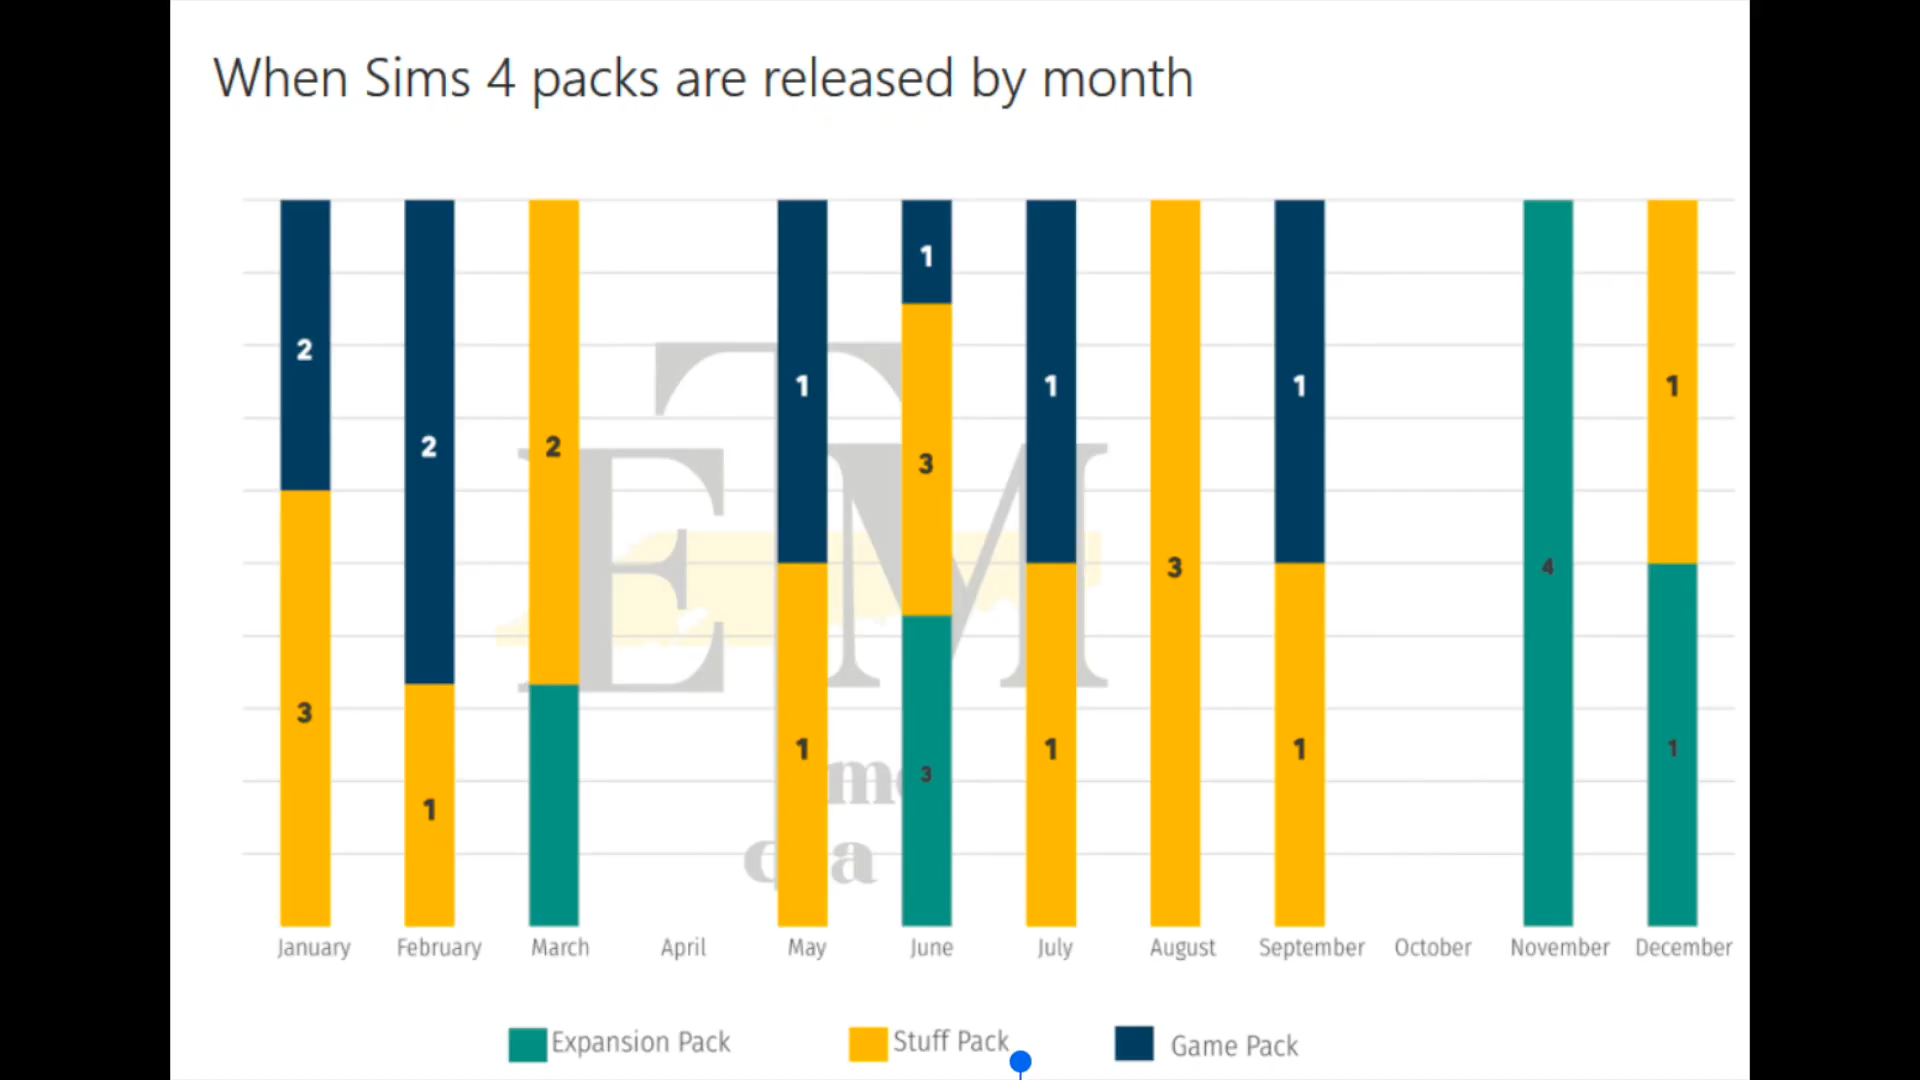 When Sims 4 packs are released by month
2 2 2 1 1 1 3 1 4 1
3 1 1 3 3 1 1 1
E T M
January February March April May June July August September October November December
Expansion Pack Stuff Pack Game Pack